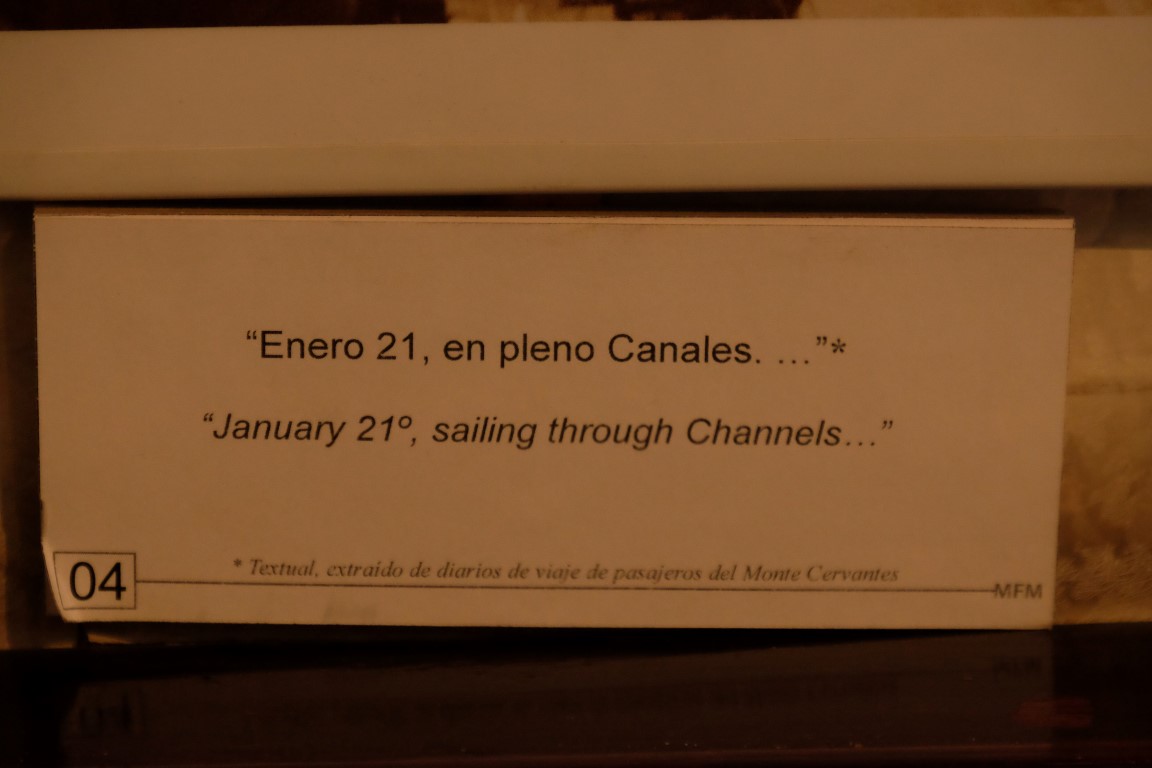 “Enero 21, en pleno Canales. ...”*
“January 21º, sailing through Channels...”
* Textual, extraído de diarios de viaje de pasajeros del Monte Cervantes
04
MFM